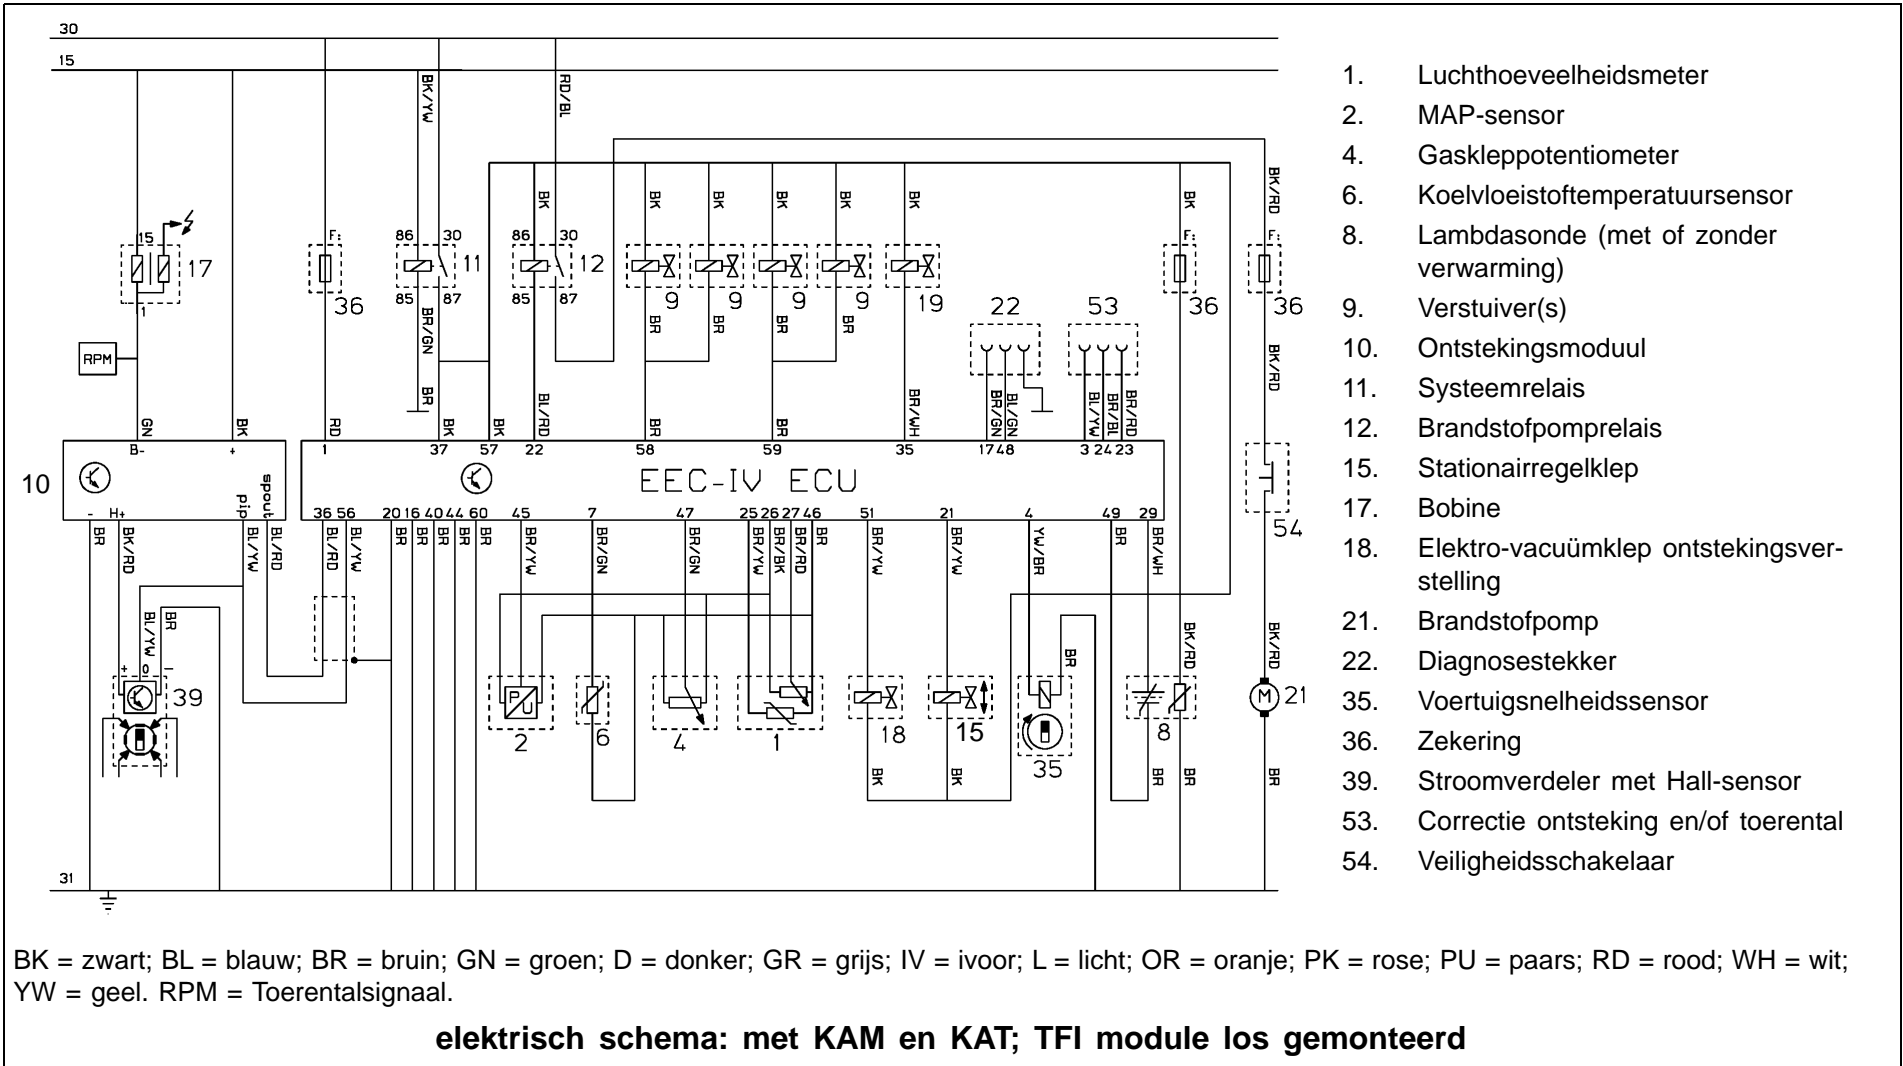 30
15
BK/YW
RD/BL
BK
BK
BK
BK
BK
BK
BK
BK/RD
15
17
1
F:
36
86
30
11
85
87
86
30
12
85
87
9
9
9
9
19
F:
36
F:
36
22
53
RPM
BR/GN
BR
BR
BR
BR
BR
BK/RD
GN
BK
RD
BK
BK
BL/RD
BR
BR
BR/WH
BR/GN
BL/GN
BL/YW
BR/BL
BR/RD
10
B-
+
1
37
57
22
58
59
35
17
48
3
24
23
EEC-IV ECU
54
-
H+
pip
spout
36
56
20
16
40
44
60
45
7
47
25
26
27
46
51
21
4
49
29
BR
BK/RD
BL/YW
BL/RD
BL/RD
BL/YW
BR
BR
BR
BR
BR
BR/YW
BR/GN
BR/GN
BR/YW
BR/BK
BR/RD
BR
BR/YW
BR/YW
YW/BR
BR
BR/WH
BL/YW
BR
BR
BK/RD
BK/RD
+
0
-
39
P
U
2
6
4
1
18
15
35
8
M
21
BK
BK
BR
BR
BR
31
1. Luchthoeveelheidsmeter
2. MAP-sensor
4. Gaskleppotentiometer
6. Koelvloeistoftemperatuursensor
8. Lambdasonde (met of zonder
verwarming)
9. Verstuiver(s)
10. Ontstekingsmoduul
11. Systeemrelais
12. Brandstofpomprelais
15. Stationairregelklep
17. Bobine
18. Elektro-vacuümklep ontstekingsver-
stelling
21. Brandstofpomp
22. Diagnosestekker
35. Voertuigsnelheidssensor
36. Zekering
39. Stroomverdeler met Hall-sensor
53. Correctie ontsteking en/of toerental
54. Veiligheidsschakelaar
BK = zwart; BL = blauw; BR = bruin; GN = groen; D = donker; GR = grijs; IV = ivoor; L = licht; OR = oranje; PK = rose; PU = paars; RD = rood; WH = wit;
YW = geel. RPM = Toerentalsignaal.
elektrisch schema: met KAM en KAT; TFI module los gemonteerd